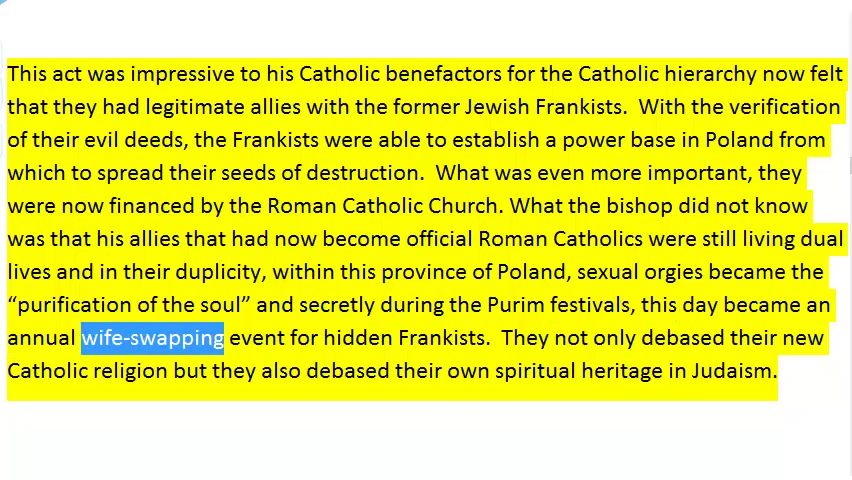 This act was impressive to his Catholic benefactors for the Catholic hierarchy now felt
that they had legitimate allies with the former Jewish Frankists.  With the verification
of their evil deeds, the Frankists were able to establish a power base in Poland from
which to spread their seeds of destruction.  What was even more important, they
were now financed by the Roman Catholic Church. What the bishop did not know
was that his allies that had now become official Roman Catholics were still living dual
lives and in their duplicity, within this province of Poland, sexual orgies became the
“purification of the soul” and secretly during the Purim festivals, this day became an
annual wife-swapping event for hidden Frankists.  They not only debased their new
Catholic religion but they also debased their own spiritual heritage in Judaism.